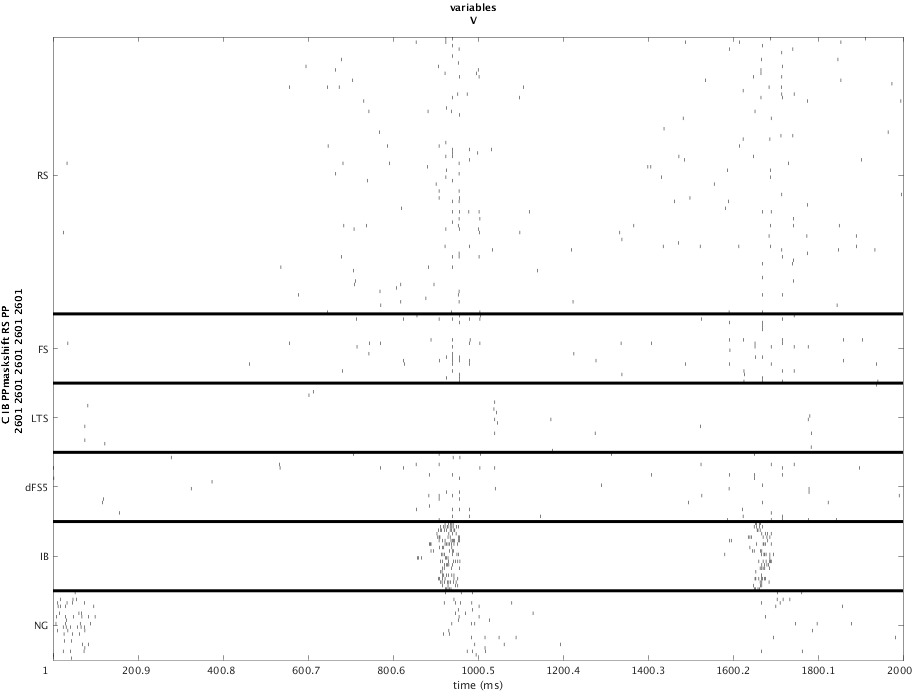 variables
V
C IB PPmaskshift RS PP
2601 2601 2601 2601 2601
RS
FS
LTS
dFS5
IB
NG
1 200.9 400.8 600.7 800.6 1000.5 1200.4 1400.3 1600.2 1800.1 2000
time (ms)